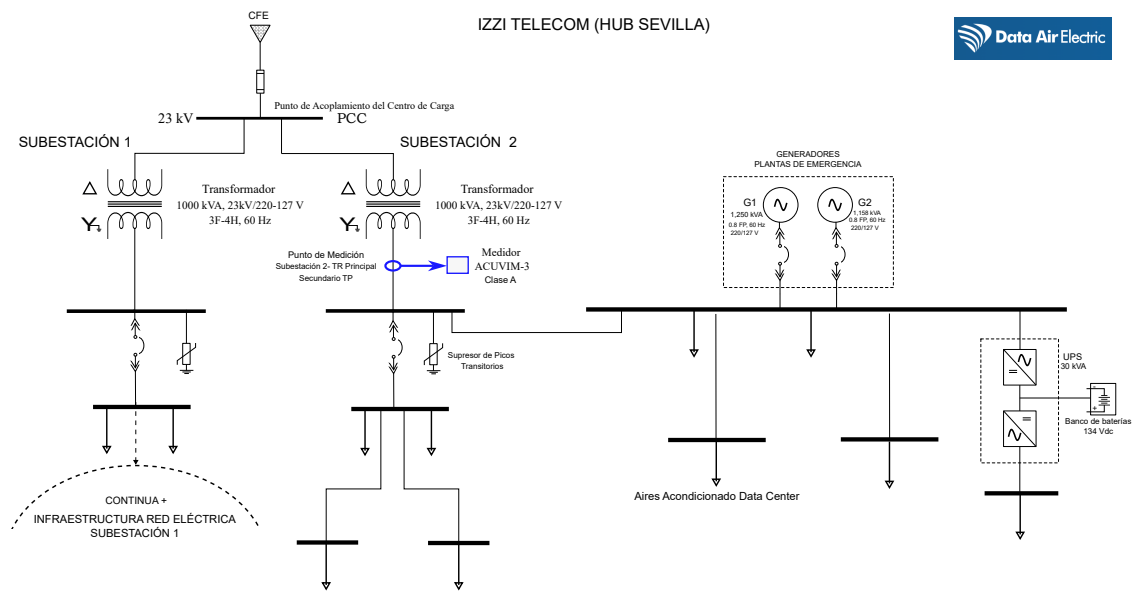 CFE
IZZI TELECOM (HUB SEVILLA)
Data Air Electric
Punto de Acoplamiento del Centro de Carga
23 kV
PCC
SUBESTACIÓN 1
SUBESTACIÓN 2
Transformador
1000 kVA, 23kV/220-127 V
3F-4H, 60 Hz
Transformador
1000 kVA, 23kV/220-127 V
3F-4H, 60 Hz
GENERADORES
PLANTAS DE EMERGENCIA
G1
1,250 kVA
0.8 FP, 60 Hz
220/127 V
G2
1,158 kVA
0.8 FP, 60 Hz
220/127 V
Punto de Medición
Subestación 2- TR Principal
Secundario TP
Medidor
ACUVIM-3
Clase A
Supresor de Picos
Transitorios
UPS
30 kVA
Banco de baterías
134 Vdc
Aires Acondicionado Data Center
CONTINUA +
INFRAESTRUCTURA RED ELÉCTRICA
SUBESTACIÓN 1